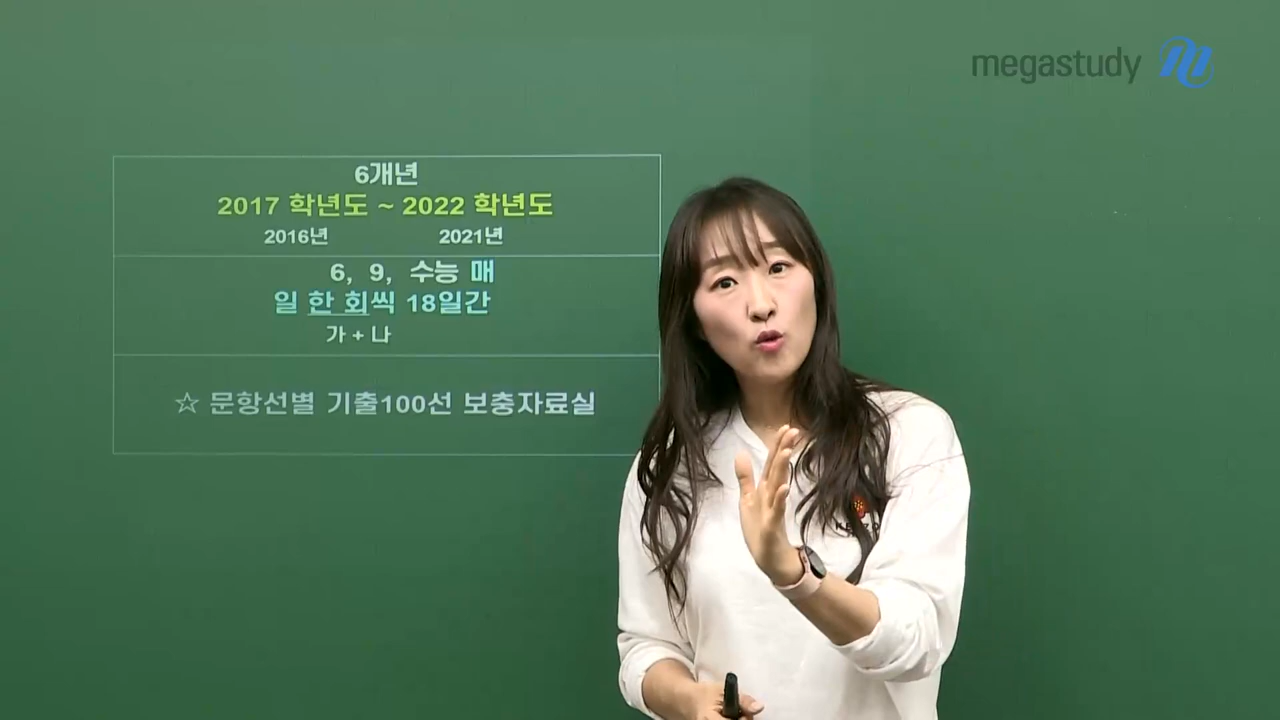 megastudy
6개년
2017 학년도 ~ 2022 학년도
2016년 2021년
6, 9, 수능 매
일 한 회씩 18일간
가 + 나
☆ 문항선별 기출100선 보충자료실